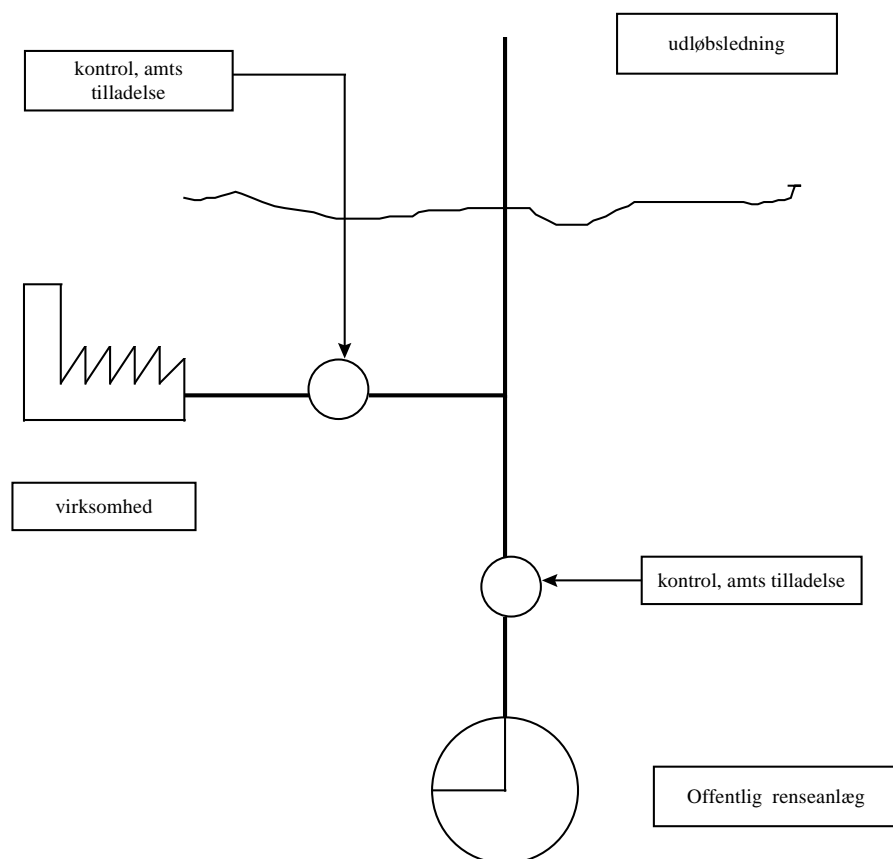 udløbsledning
kontrol, amts
tilladelse
virksomhed
kontrol, amts tilladelse
Offentlig renseanlæg